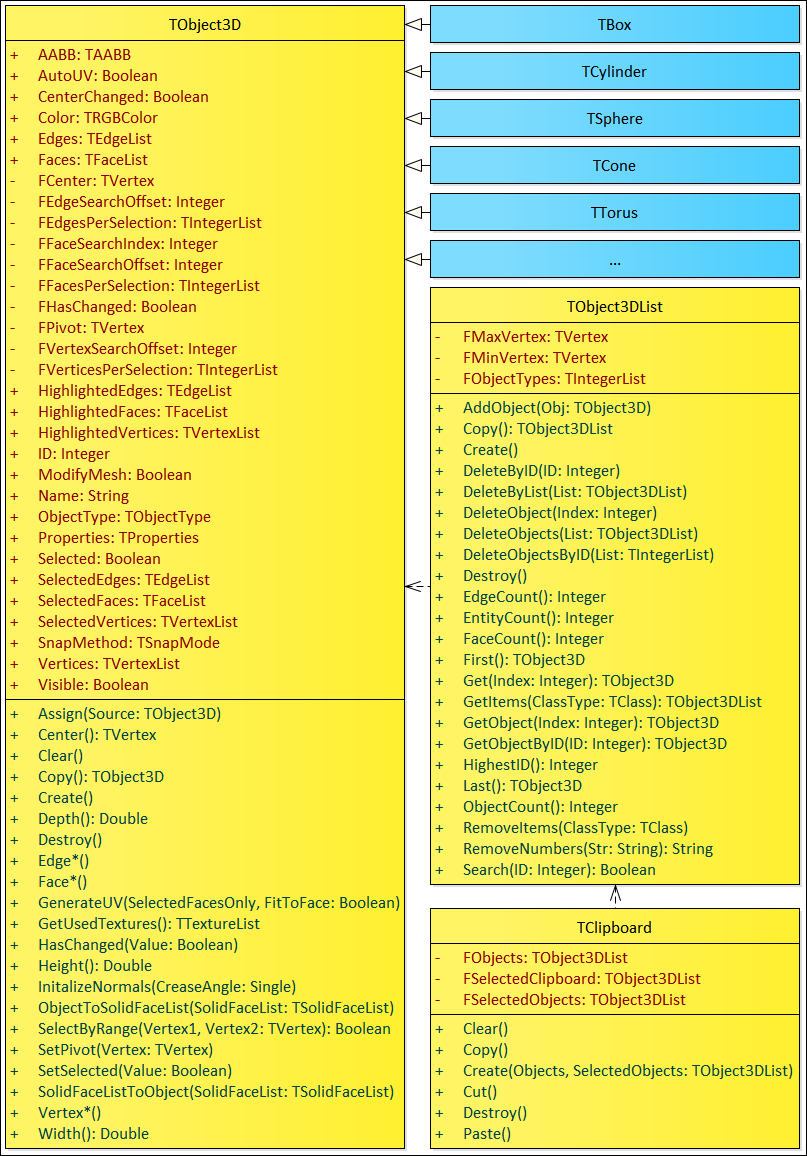 TObject3D
+ AABB: TAABB
+ AutoUV: Boolean
+ CenterChanged: Boolean
+ Color: TRGBColor
+ Edges: TEdgeList
+ Faces: TFaceList
- FCenter: TVertex
- FEdgeSearchOffset: Integer
- FEdgesPerSelection: TIntegerList
- FFaceSearchIndex: Integer
- FFaceSearchOffset: Integer
- FFacesPerSelection: TIntegerList
- FHasChanged: Boolean
- FPivot: TVertex
- FVertexSearchOffset: Integer
- FVerticesPerSelection: TIntegerList
+ HighlightedEdges: TEdgeList
+ HighlightedFaces: TFaceList
+ HighlightedVertices: TVertexList
+ ID: Integer
+ ModifyMesh: Boolean
+ Name: String
+ ObjectType: TObjectType
+ Properties: TProperties
+ Selected: Boolean
+ SelectedEdges: TEdgeList
+ SelectedFaces: TFaceList
+ SelectedVertices: TVertexList
+ SnapMethod: TSnapMode
+ Vertices: TVertexList
+ Visible: Boolean
+ Assign(Source: TObject3D)
+ Center(): TVertex
+ Clear()
+ Copy(): TObject3D
+ Create()
+ Depth(): Double
+ Destroy()
+ Edge*()
+ Face*()
+ GenerateUV(SelectedFacesOnly, FitToFace: Boolean)
+ GetUsedTextures(): TTextureList
+ HasChanged(Value: Boolean)
+ Height(): Double
+ InitalizeNormals(CreaseAngle: Single)
+ ObjectToSolidFaceList(SolidFaceList: TSolidFaceList)
+ SelectByRange(Vertex1, Vertex2: TVertex): Boolean
+ SetPivot(Vertex: TVertex)
+ SetSelected(Value: Boolean)
+ SolidFaceListToObject(SolidFaceList: TSolidFaceList)
+ Vertex*()
+ Width(): Double
TBox
TCylinder
TSphere
TCone
TTorus
...
TObject3DList
- FMaxVertex: TVertex
- FMinVertex: TVertex
- FObjectTypes: TIntegerList
+ AddObject(Obj: TObject3D)
+ Copy(): TObject3DList
+ Create()
+ DeleteByID(ID: Integer)
+ DeleteByList(List: TObject3DList)
+ DeleteObject(Index: Integer)
+ DeleteObjects(List: TObject3DList)
+ DeleteObjectsByID(List: TIntegerList)
+ Destroy()
+ EdgeCount(): Integer
+ EntityCount(): Integer
+ FaceCount(): Integer
+ First(): TObject3D
+ Get(Index: Integer): TObject3D
+ GetItems(ClassType: TClass): TObject3DList
+ GetObject(Index: Integer): TObject3D
+ GetObjectByID(ID: Integer): TObject3D
+ HighestID(): Integer
+ Last(): TObject3D
+ ObjectCount(): Integer
+ RemoveItems(ClassType: TClass)
+ RemoveNumbers(Str: String): String
+ Search(ID: Integer): Boolean
TClipboard
- FObjects: TObject3DList
- FSelectedClipboard: TObject3DList
- FSelectedObjects: TObject3DList
+ Clear()
+ Copy()
+ Create(Objects, SelectedObjects: TObject3DList)
+ Cut()
+ Destroy()
+ Paste()